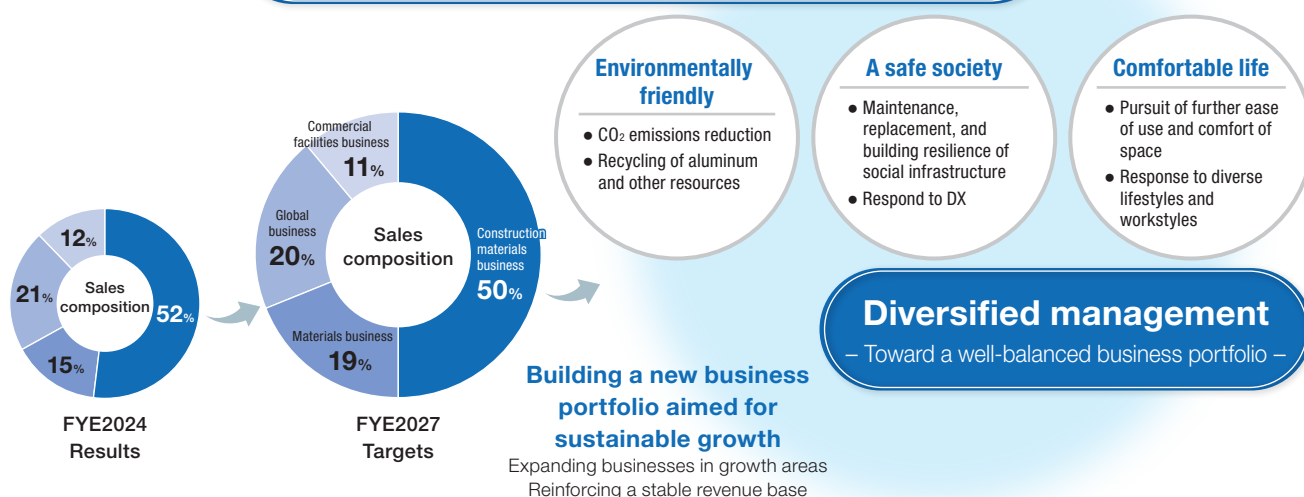 Environmentally
friendly
● CO₂ emissions reduction
● Recycling of aluminum
and other resources
A safe society
● Maintenance,
replacement, and
building resilience of
social infrastructure
● Respond to DX
Comfortable life
● Pursuit of further ease
of use and comfort of
space
● Response to diverse
lifestyles and
workstyles
12%
21%
15%
52%
Sales
composition
FYE2024
Results
Commercial
facilities business
11%
Global
business
20%
Materials business
19%
Construction
materials
business
50%
Sales
composition
FYE2027
Targets
Diversified management
– Toward a well-balanced business portfolio –
Building a new business
portfolio aimed for
sustainable growth
Expanding businesses in growth areas
Reinforcing a stable revenue base